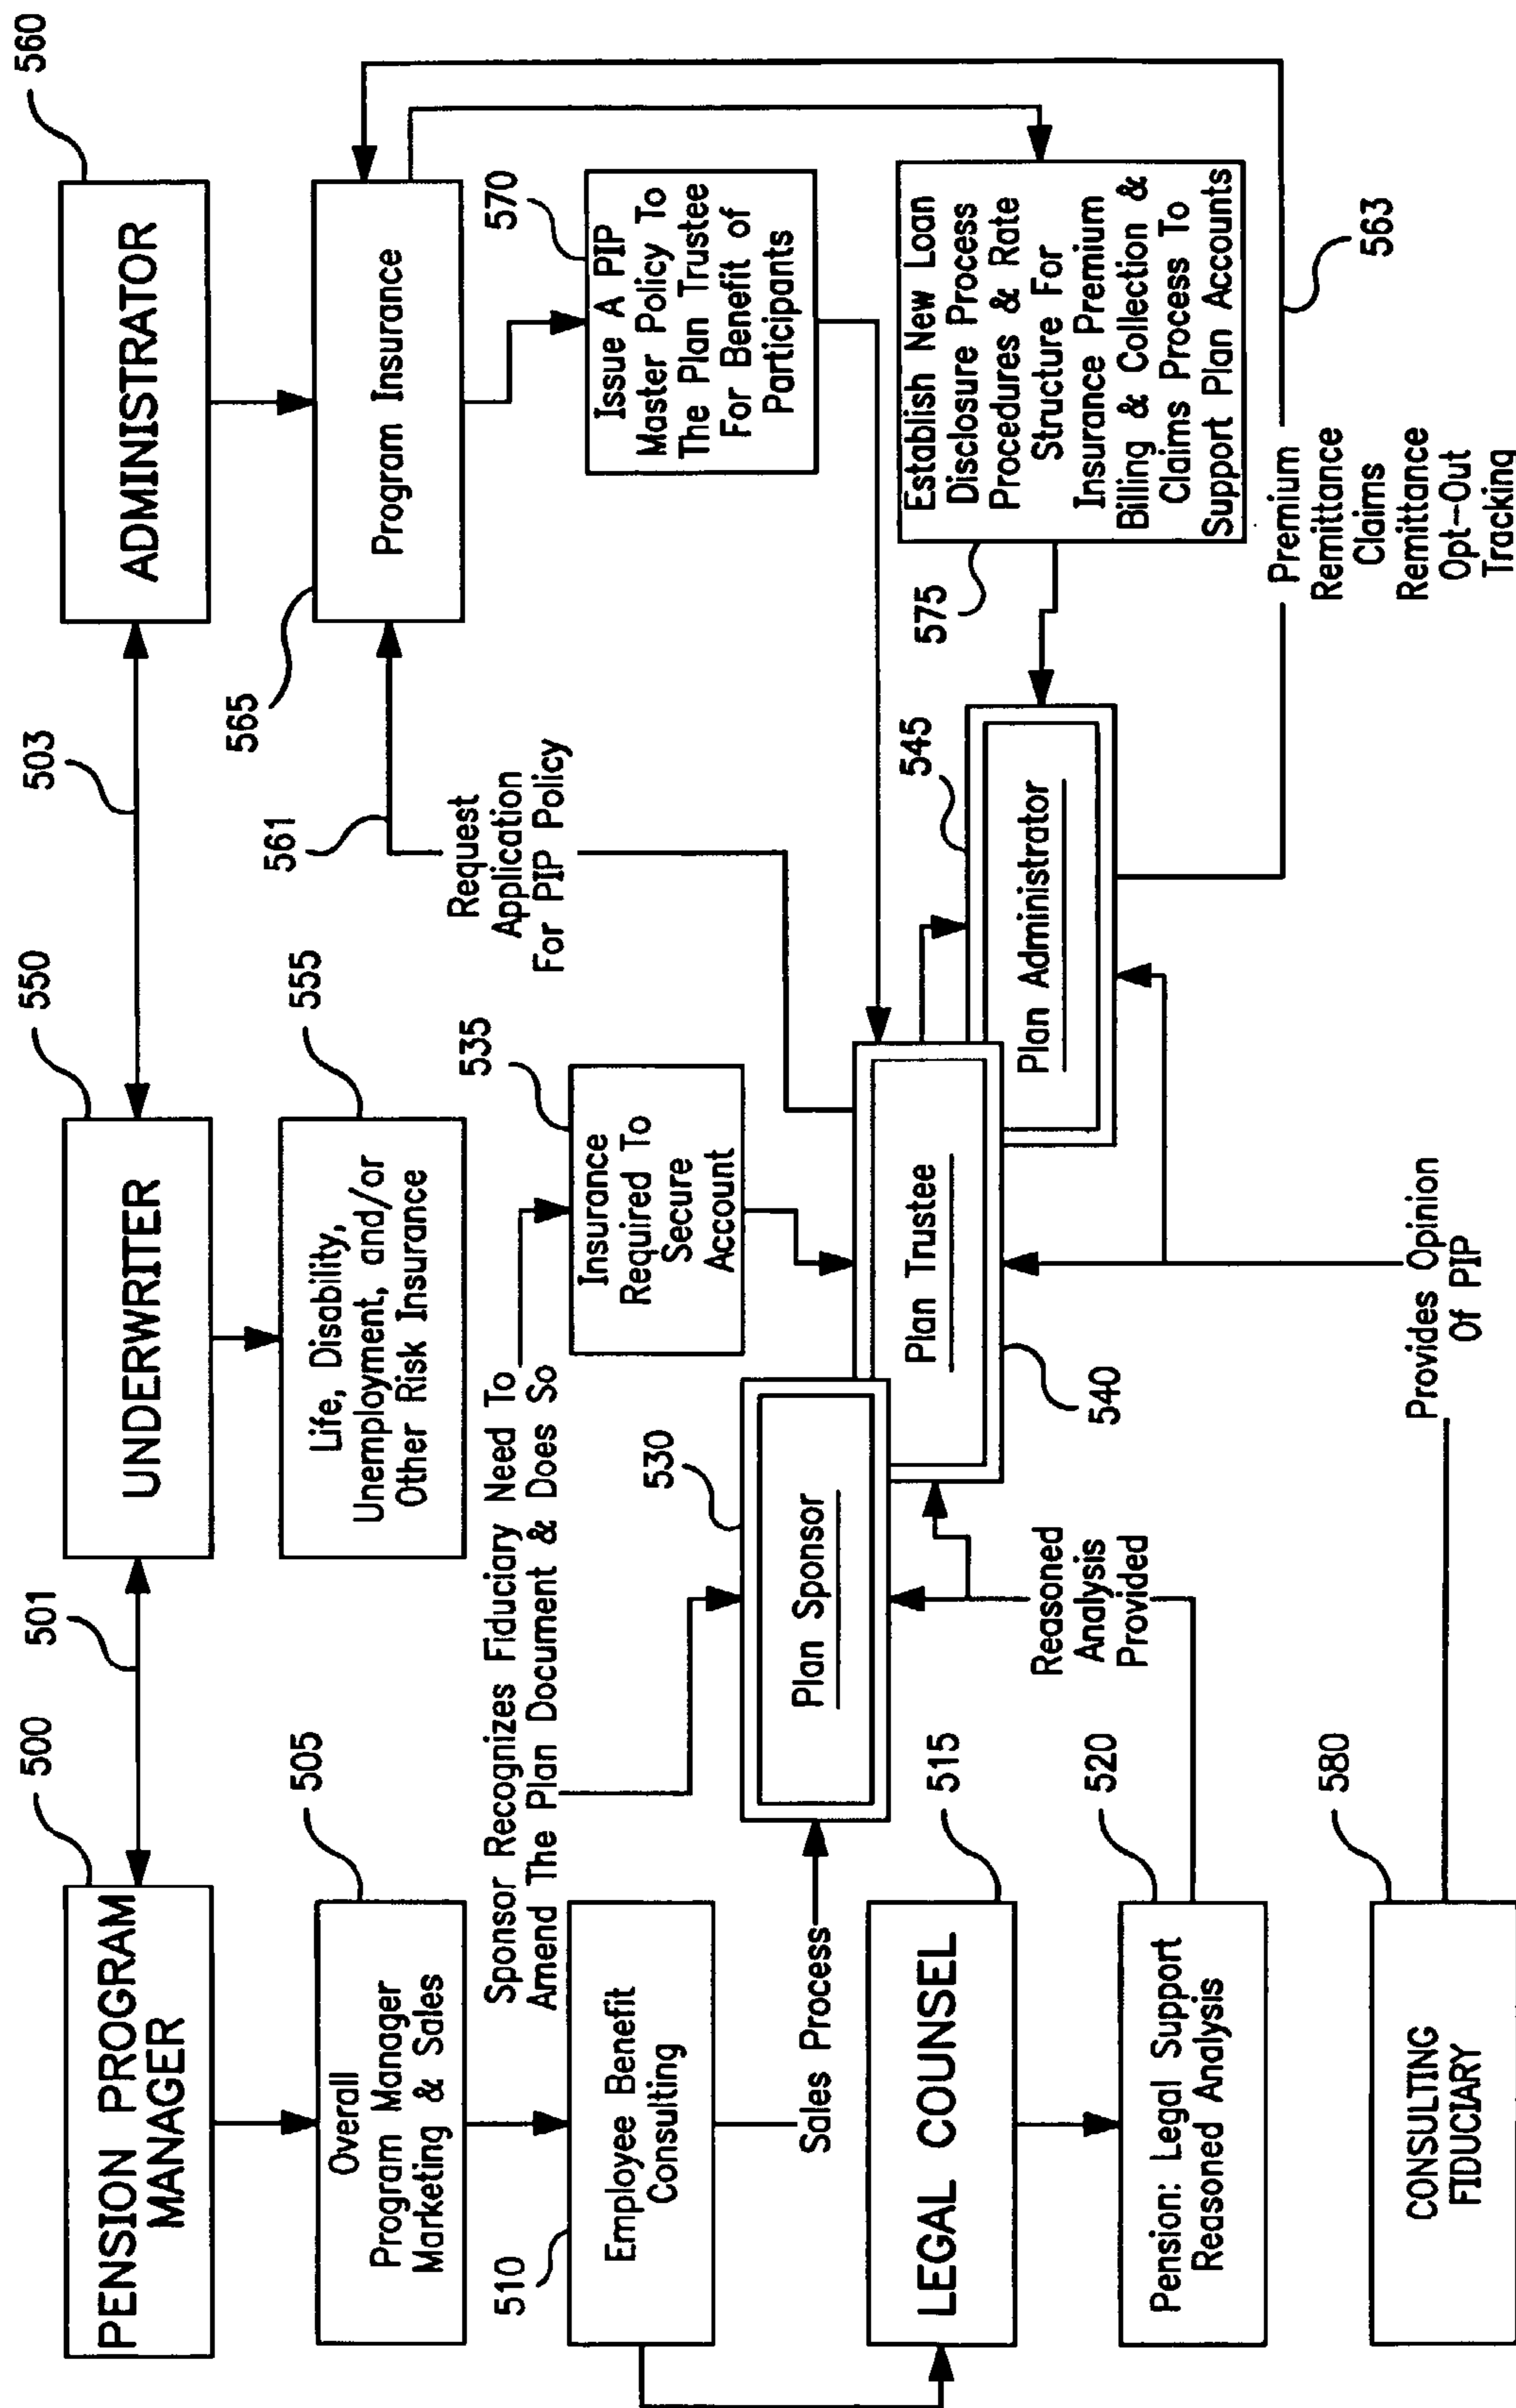 500
PENSION PROGRAM
MANAGER
501
550
UNDERWRITER
503
560
ADMINISTRATOR
505
Overall
Program Manager
Marketing & Sales
555
Life, Disability,
Unemployment, and/or
Other Risk Insurance
565
Program Insurance
561
Request
Application
For PIP Policy
Sponsor Recognizes Fiduciary Need To
Amend The Plan Document & Does So
510
Employee Benefit
Consulting
535
Insurance
Required To
Secure
Account
570
Issue A PIP
Master Policy To
The Plan Trustee
For Benefit of
Participants
Sales Process
530
Plan Sponsor
540
Plan Trustee
545
Plan Administrator
575
Establish New Loan
Disclosure Process
Procedures & Rate
Structure For
Insurance Premium
Billing & Collection &
Claims Process To
Support Plan Accounts
515
LEGAL COUNSEL
Reasoned
Analysis
Provided
520
Pension: Legal Support
Reasoned Analysis
563
Premium
Remittance
Claims
Remittance
Opt-Out
Tracking
580
CONSULTING
FIDUCIARY
Provides Opinion
Of PIP